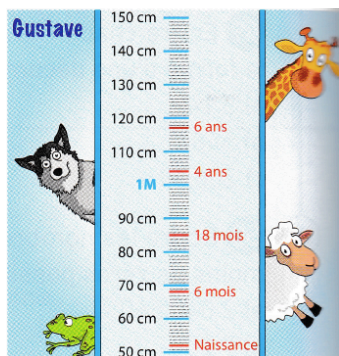 Gustave
150 cm
140 cm
130 cm
120 cm
6 ans
110 cm
4 ans
1M
90 cm
18 mois
80 cm
70 cm
6 mois
60 cm
Naissance
50 cm